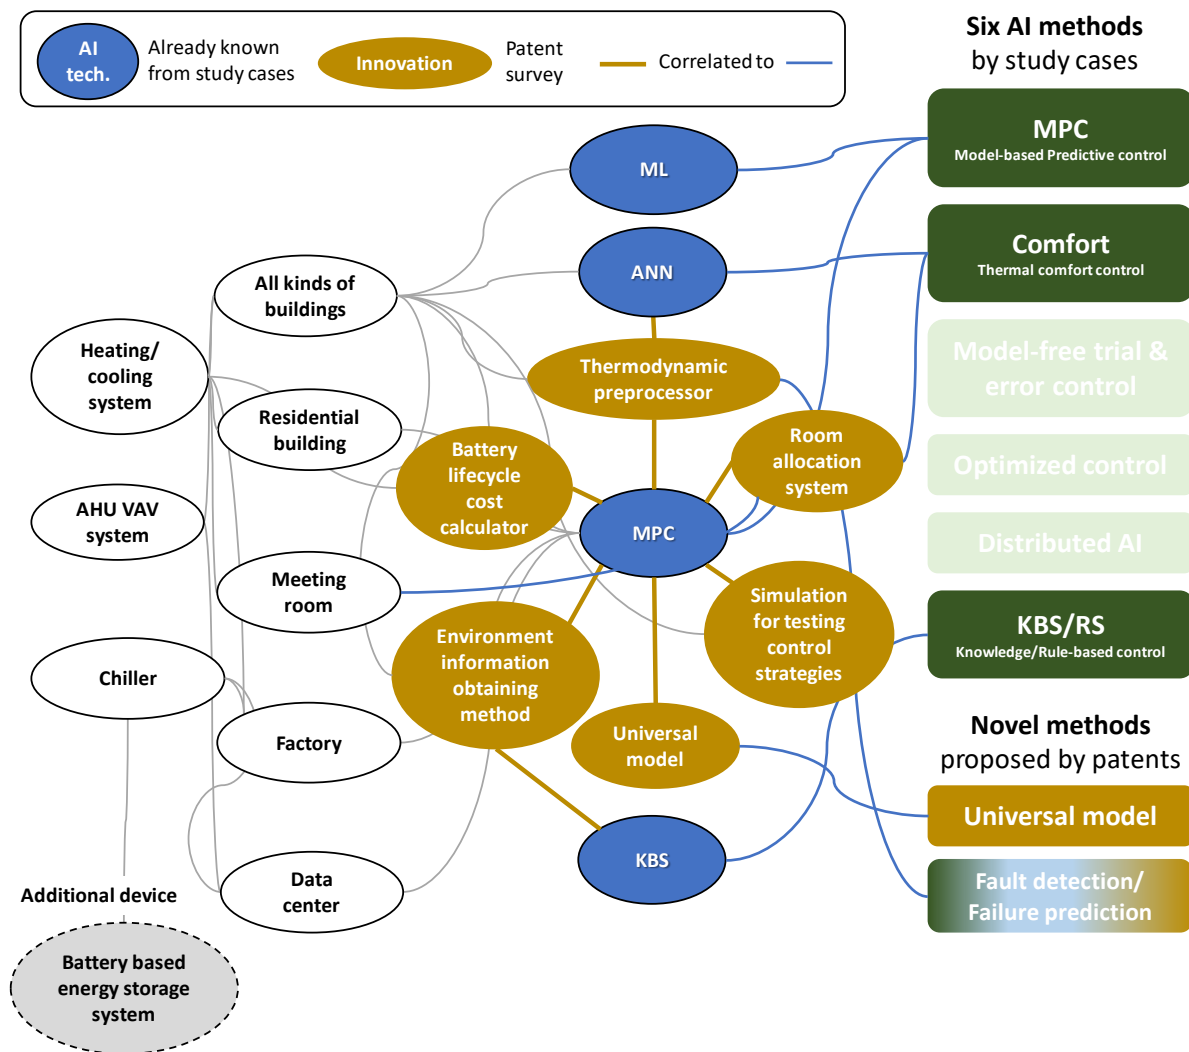 AI
tech.
Already known
from study cases
Innovation
Patent
survey
Correlated to
Six AI methods
by study cases
MPC
Model-based Predictive control
Comfort
Thermal comfort control
Model-free trial &
error control
Optimized control
Distributed AI
KBS/RS
Knowledge/Rule-based control
Novel methods
proposed by patents
Universal model
Fault detection/
Failure prediction
ML
ANN
Thermodynamic
preprocessor
Room
allocation
system
Battery
lifecycle
cost
calculator
MPC
Simulation
for testing
control
strategies
Environment
information
obtaining
method
Universal
model
KBS
All kinds of
buildings
Residential
building
Meeting
room
Factory
Data
center
Heating/
cooling
system
AHU VAV
system
Chiller
Additional device
Battery based
energy storage
system